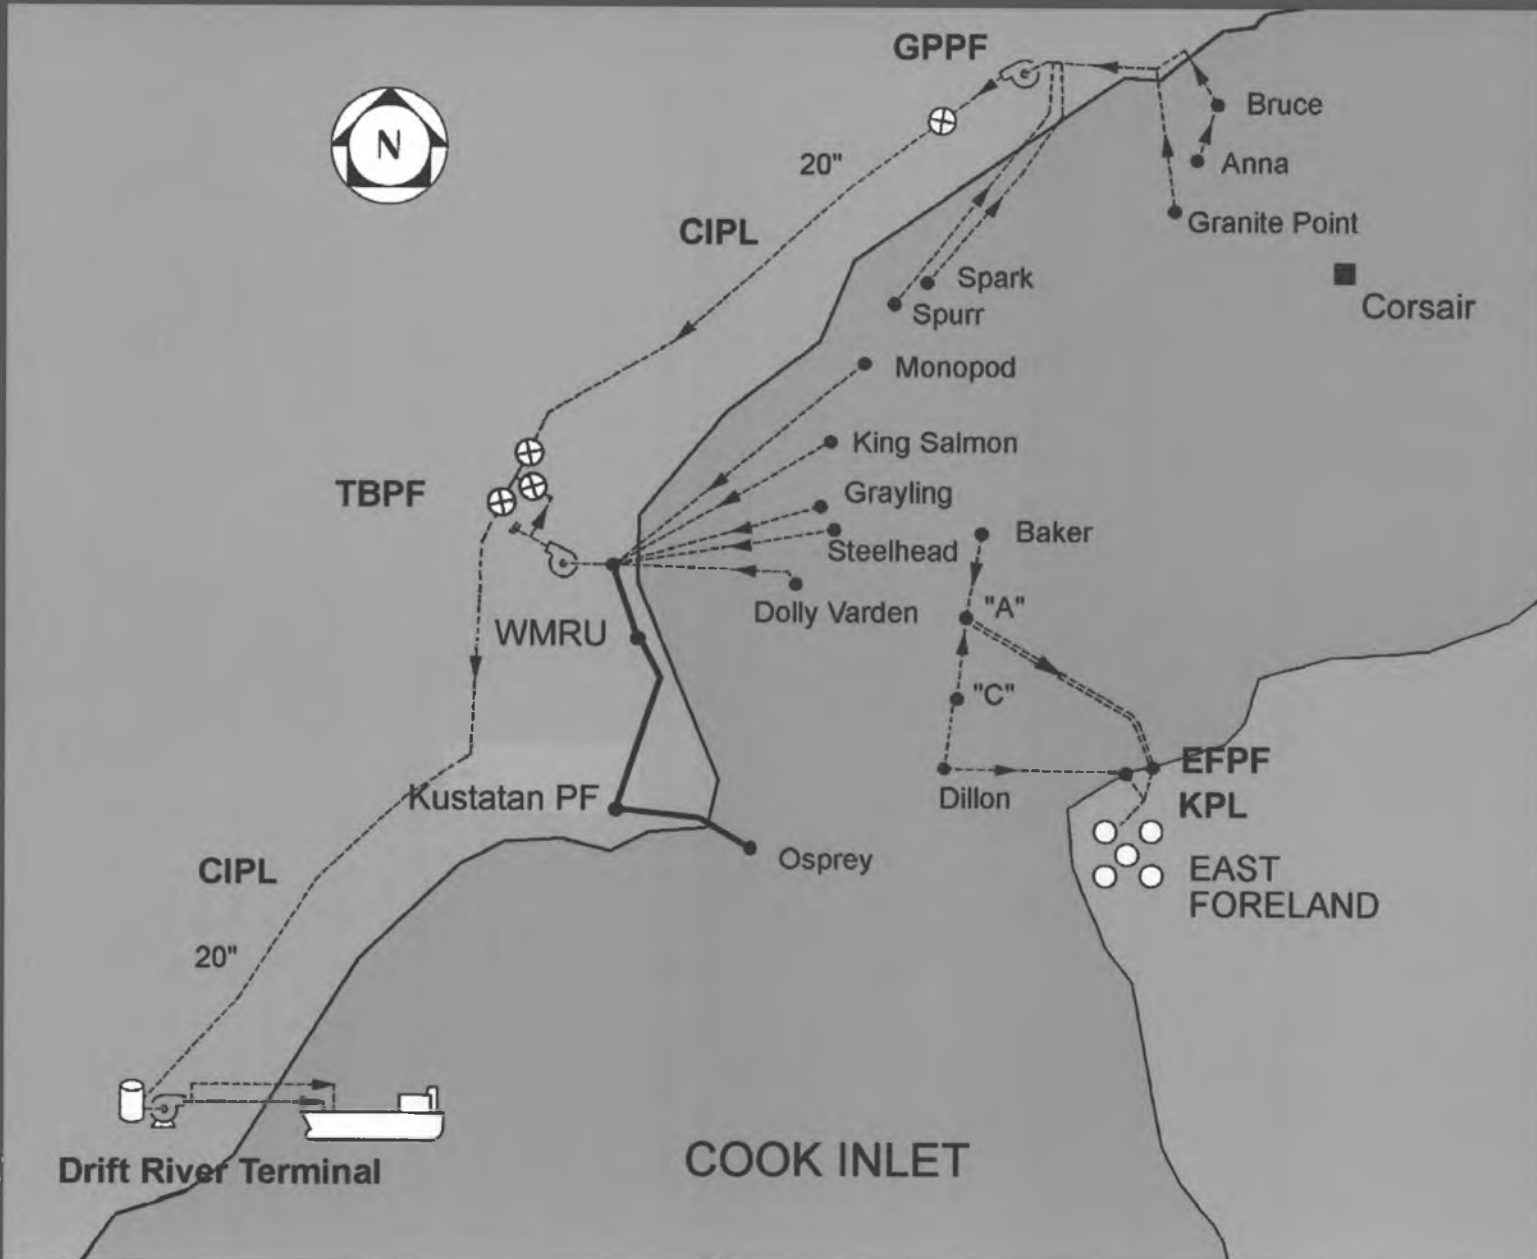 GPPF
N
Bruce
20"
Anna
CIPL
Granite Point
Spark
Spurr
Corsair
Monopod
King Salmon
TBPF
Grayling
Steelhead
Baker
Dolly Varden
"A"
WMRU
"C"
EFPF
Kustatan PF
Dillon
KPL
Osprey
CIPL
EAST
FORELAND
20"
Drift River Terminal
COOK INLET